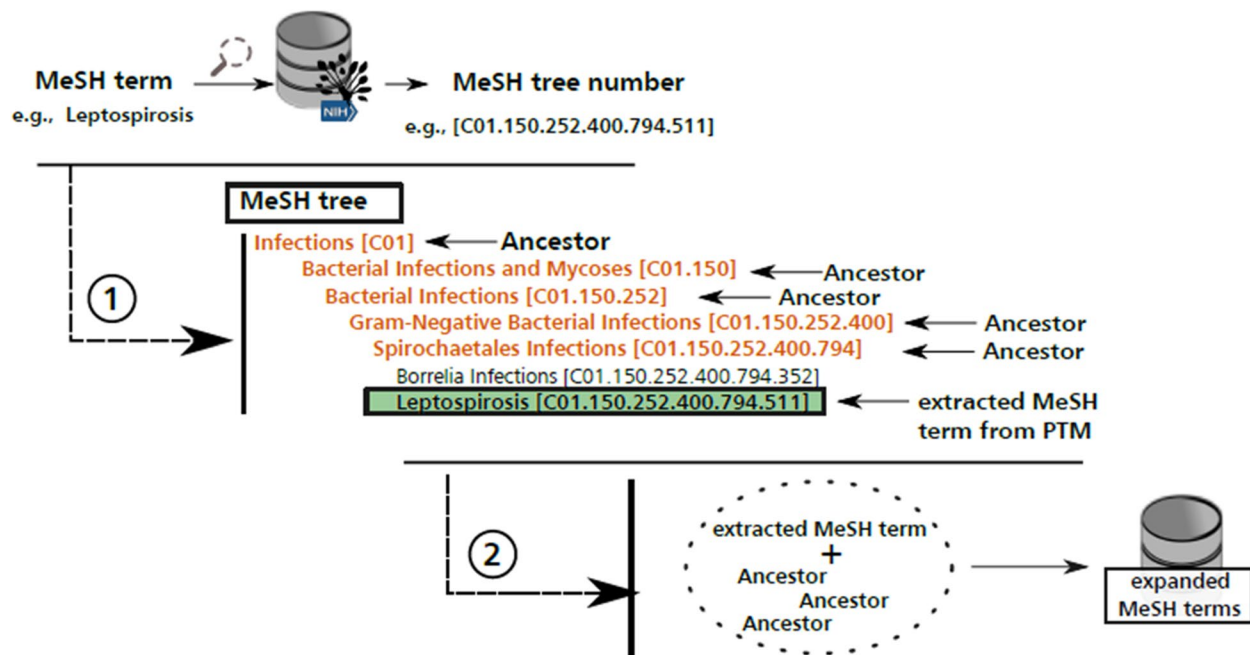 MeSH term
e.g., Leptospirosis
NIH
MeSH tree number
e.g., [C01.150.252.400.794.511]
MeSH tree
Infections [C01]
Ancestor
Bacterial Infections and Mycoses [C01.150]
Ancestor
Bacterial Infections [C01.150.252]
Ancestor
Gram-Negative Bacterial Infections [C01.150.252.400]
Ancestor
Spirochaetales Infections [C01.150.252.400.794]
Ancestor
Borrelia Infections [C01.150.252.400.794.352]
Leptospirosis [C01.150.252.400.794.511]
extracted MeSH
term from PTM
1
2
extracted MeSH term
+
Ancestor
Ancestor
Ancestor
expanded
MeSH terms